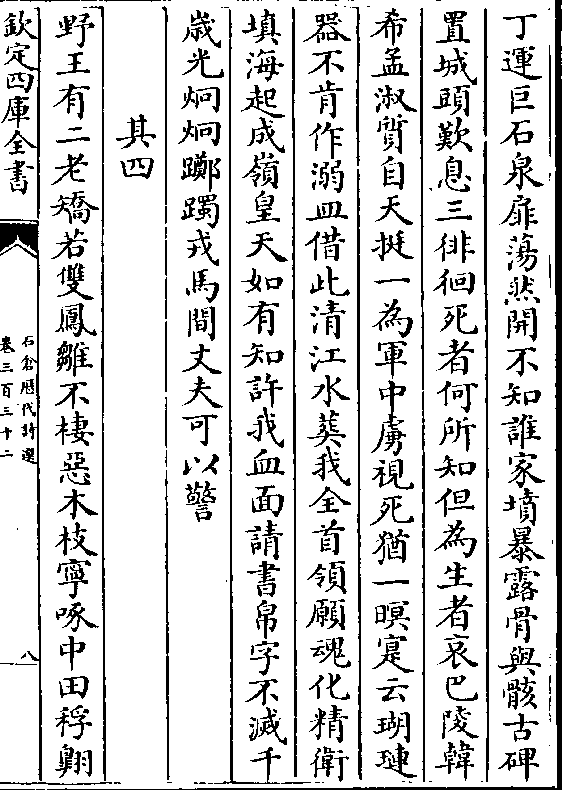 丁運巨石泉扉蕩然開不知誰家墳暴露骨與骸古碑
置城頭歎息三徘徊死者何所知但為生者哀巴陵韓
希孟淑質自天挺一為軍中虜視死猶一暝寔云瑚璉
器不肯作溺皿借此清江水葬我全首領願魂化精衛
填海起成嶺皇天如有知許我血面請書帛字不滅千
歲光炯炯躑躅戎馬間丈夫可以警
其四
野王有二老矯若雙鳳雛不棲惡木枝寧啄中田稃翺
欽定四庫全書
石倉歷代詩選
卷三百三十二
八